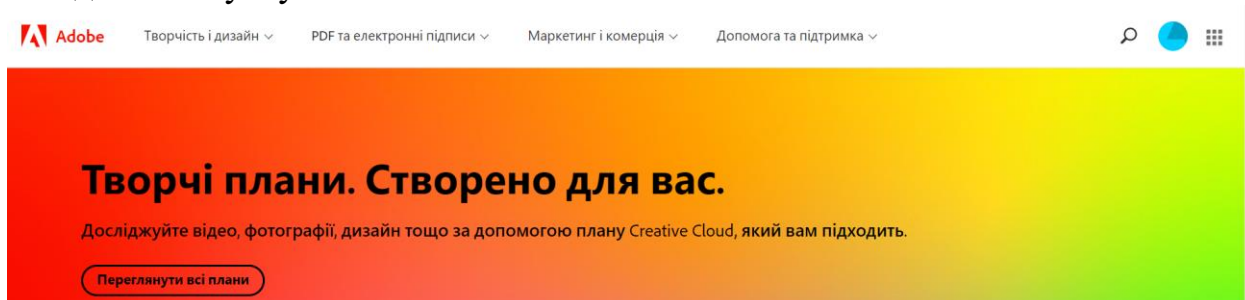 Adobe
Творчість і дизайн
PDF та електронні підписи
Маркетинг і комерція
Допомога та підтримка
Творчі плани. Створено для вас.
Досліджуйте відео, фотографії, дизайн тощо за допомогою плану Creative Cloud, який вам підходить.
Переглянути всі плани